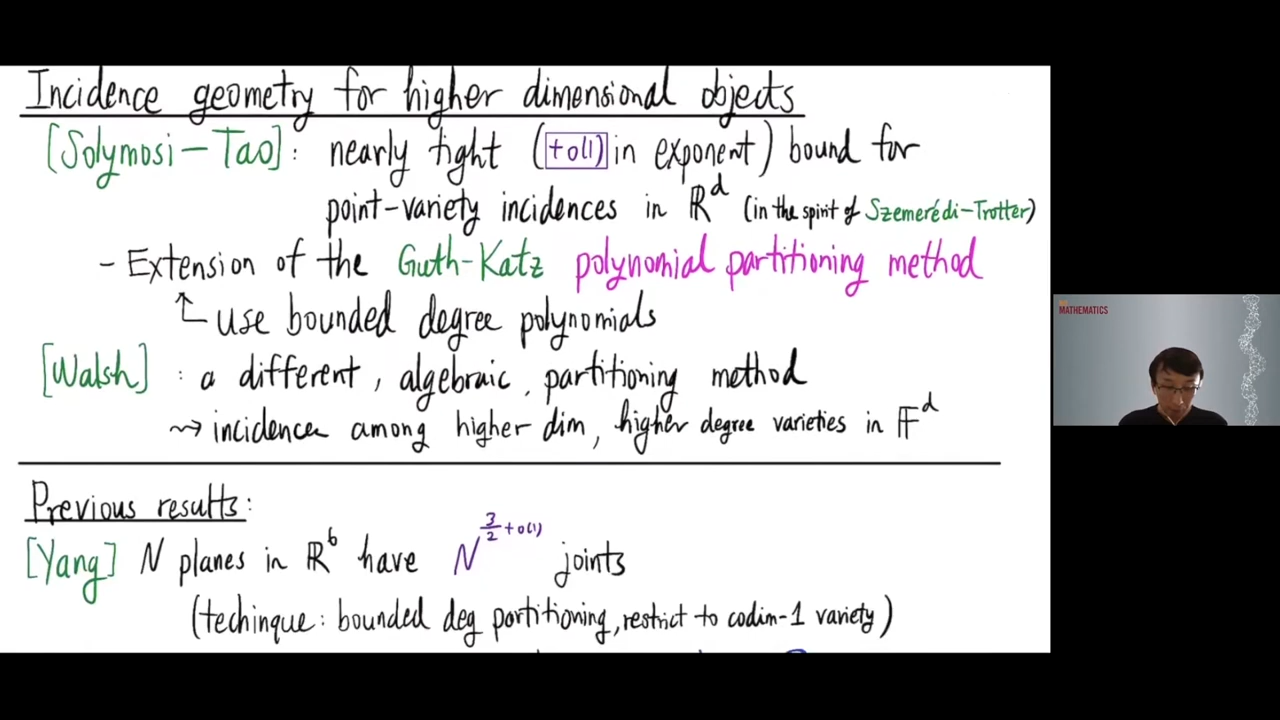 Incidence geometry for higher dimensional objects
[Solymosi-Tao]: nearly tight (+o(1) in exponent) bound for
point-variety incidences in ℝ^d (in the spirit of Szemerédi-Trotter)
- Extension of the Guth-Katz polynomial partitioning method
use bounded degree polynomials
[Walsh] : a different, algebraic, partitioning method
⇝ incidence among higher dim, higher degree varieties in 𝔽^d
Previous results:
[Yang] N planes in ℝ^6 have N^{3/2+o(1)} joints
(techinque: bounded deg partitioning, restrict to codim-1 variety)
MATHEMATICS